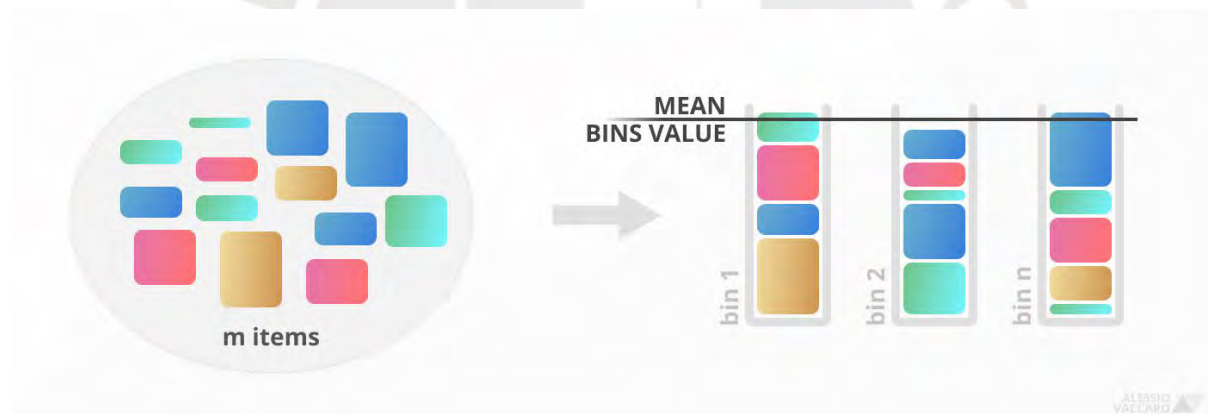 MEAN
BINS VALUE
m items
bin 1
bin 2
bin n
ALESSIO
VACCARO